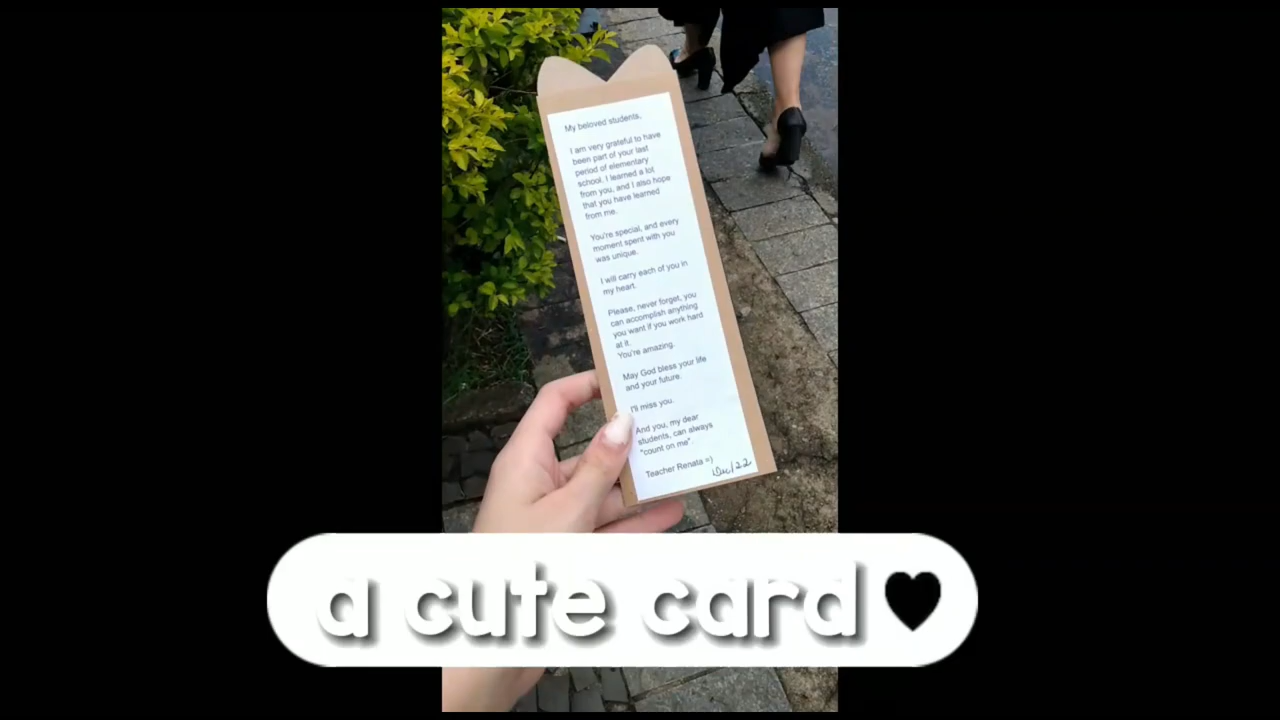 My beloved students,
I am very grateful to have
been part of your last
period of elementary
school. I learned a lot
from you, and I also hope
that you have learned
from me.
You're special, and every
moment spent with you
was unique.
I will carry each of you in
my heart.
Please, never forget, you
can accomplish anything
you want if you work hard
at it.
You're amazing.
May God bless your life
and your future.
I'll miss you.
And you, my dear
students, can always
"count on me".
Teacher Renata =)
Dec/22
a cute card